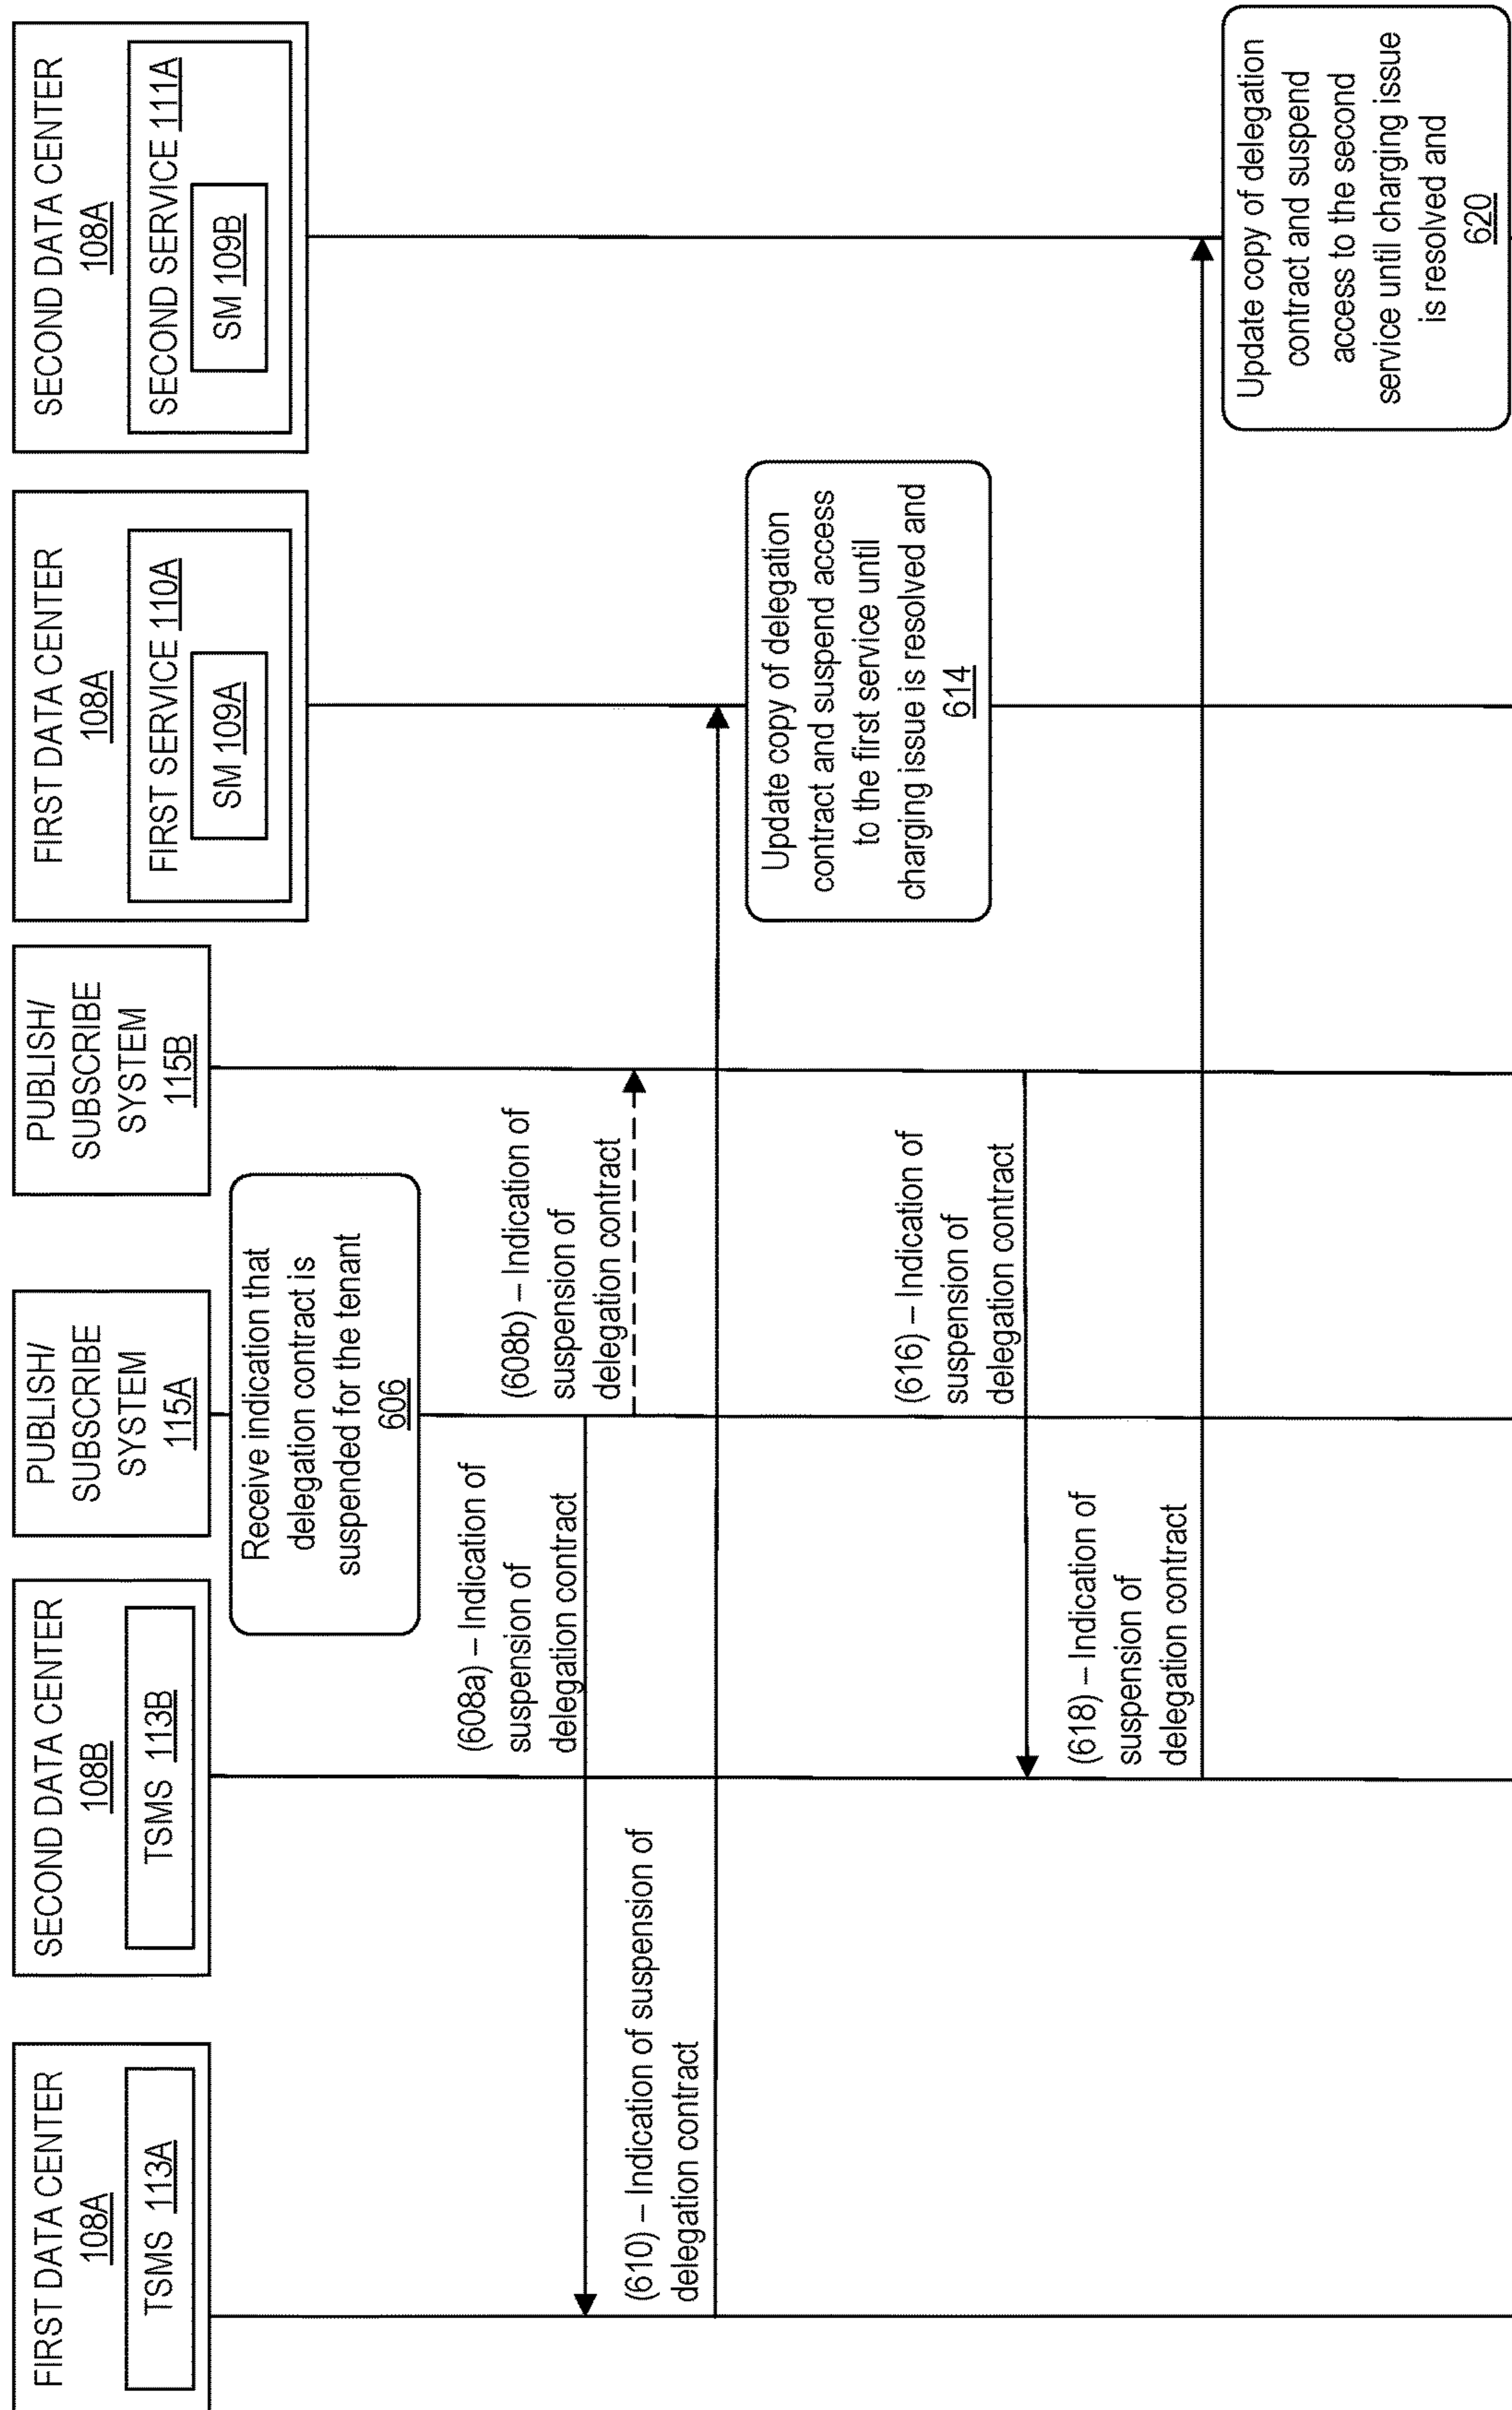 FIRST DATA CENTER
108A
TSMS 113A
SECOND DATA CENTER
108B
TSMS 113B
PUBLISH/
SUBSCRIBE
SYSTEM
115A
PUBLISH/
SUBSCRIBE
SYSTEM
115B
FIRST DATA CENTER
108A
FIRST SERVICE 110A
SM 109A
SECOND DATA CENTER
108A
SECOND SERVICE 111A
SM 109B
Receive indication that
delegation contract is
suspended for the tenant
606
(608a) – Indication of
suspension of
delegation contract
(608b) – Indication of
suspension of
delegation contract
(610) – Indication of suspension of
delegation contract
Update copy of delegation
contract and suspend access
to the first service until
charging issue is resolved and
614
(616) – Indication of
suspension of
delegation contract
(618) – Indication of
suspension of
delegation contract
Update copy of delegation
contract and suspend
access to the second
service until charging issue
is resolved and
620